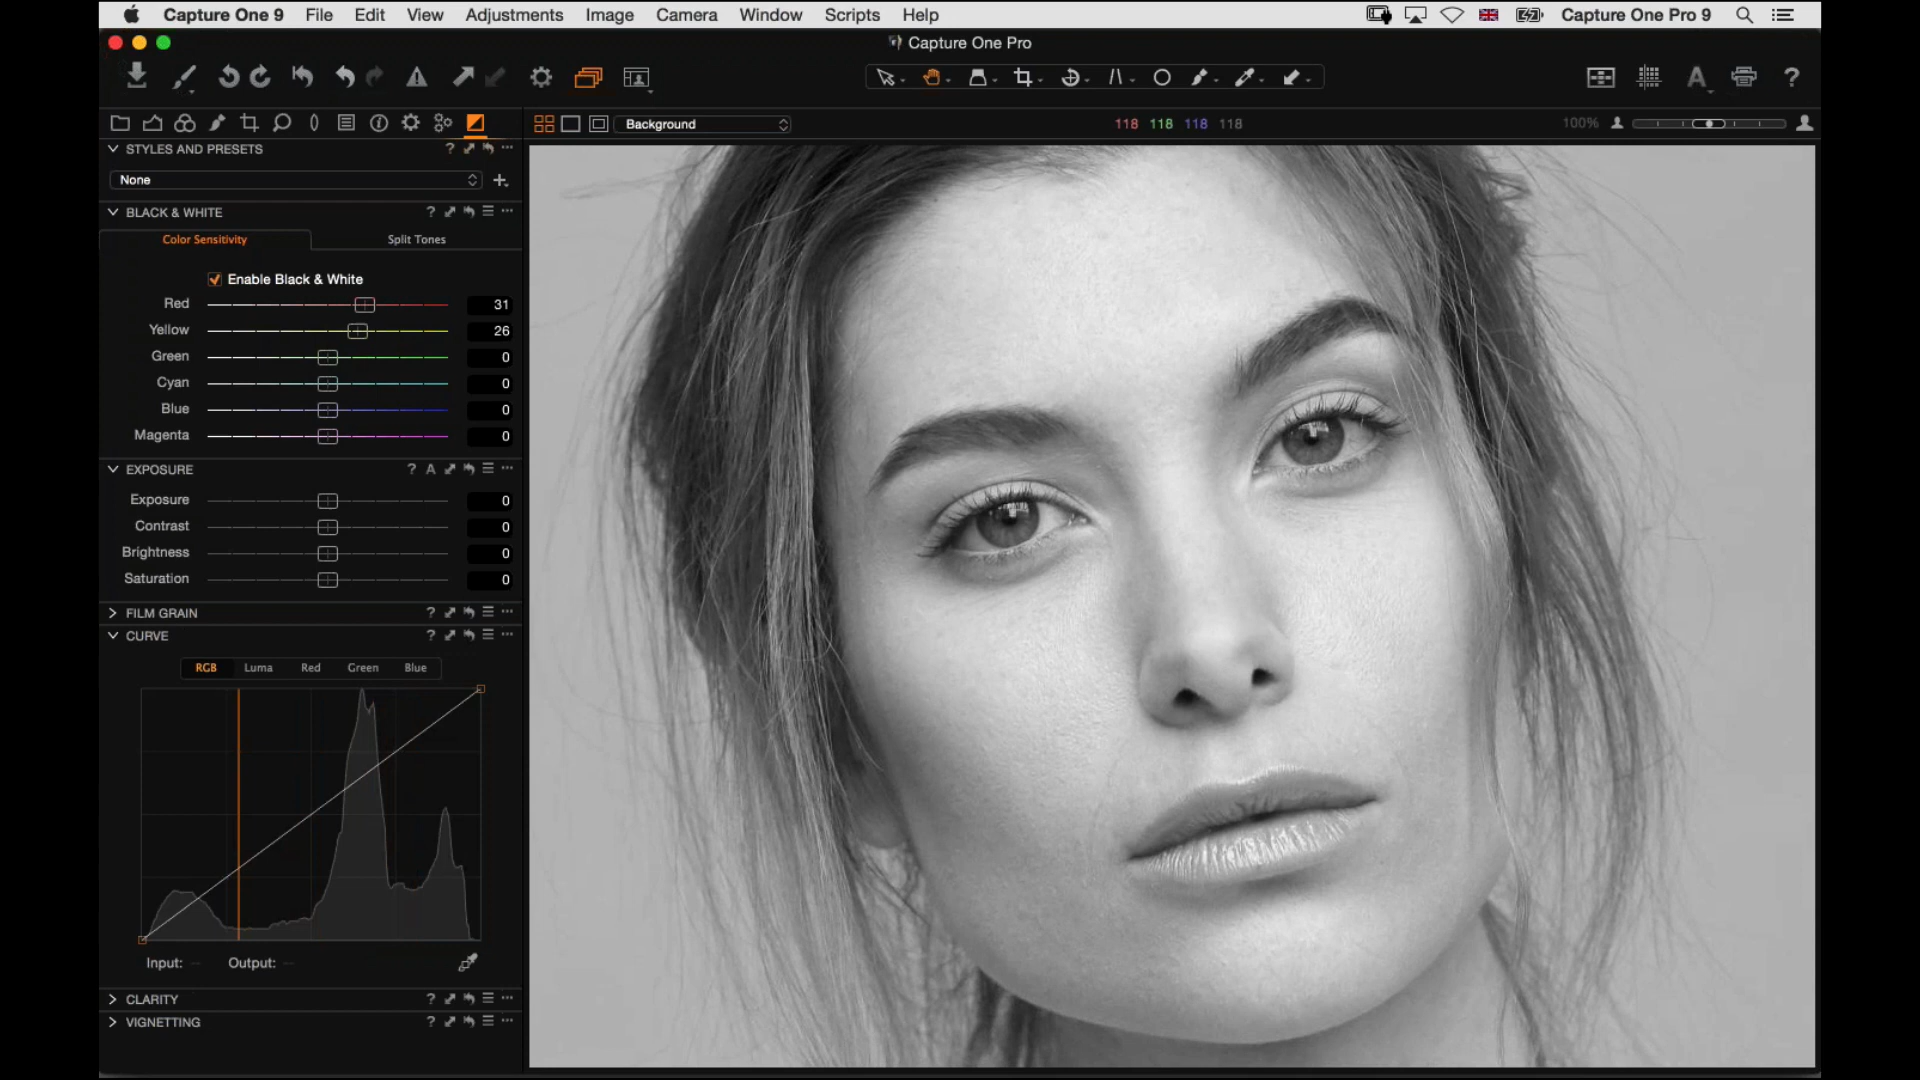 Capture One 9 File Edit View Adjustments Image Camera Window Scripts Help Capture One Pro 9
Capture One Pro
A ?
Background 118 118 118 118 100%
STYLES AND PRESETS ?
None
BLACK & WHITE ?
Color Sensitivity Split Tones
Enable Black & White
Red 31
Yellow 26
Green 0
Cyan 0
Blue 0
Magenta 0
EXPOSURE ? A
Exposure 0
Contrast 0
Brightness 0
Saturation 0
FILM GRAIN ?
CURVE ?
RGB Luma Red Green Blue
Input: -- Output: --
CLARITY ?
VIGNETTING ?